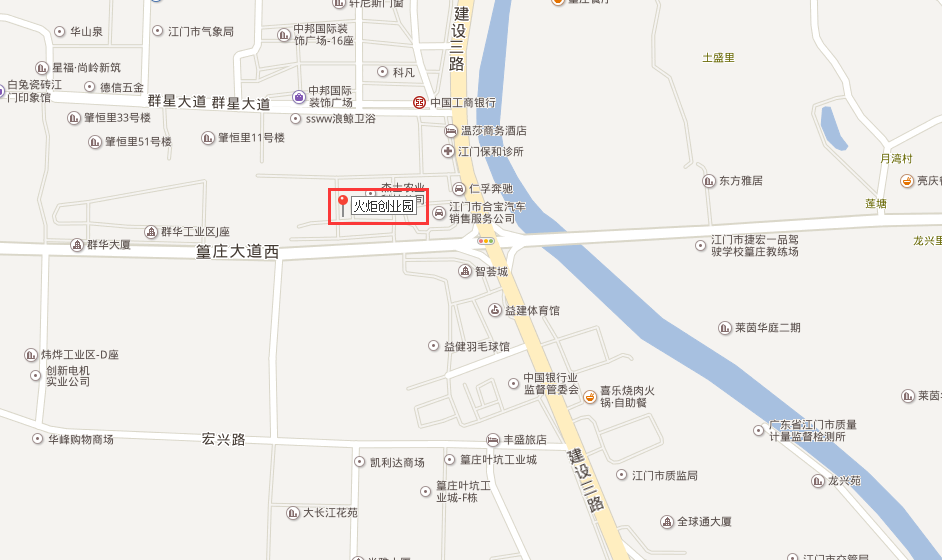 轩尼斯门窗
建设三路
华山泉
江门市气象局
中邦国际装
饰广场-16座
土盛里
星福·尚岭新筑
科凡
白兔瓷砖江
门印象馆
德信五金
中邦国际
装饰广场
群星大道
群星大道
中国工商银行
肇恒里33号楼
ssww浪鲸卫浴
温莎商务酒店
肇恒里51号楼
肇恒里11号楼
江门保和诊所
月湾村
杰士农业
仁孚奔驰
东方雅居
火炬创业园
江门市合宝汽车
销售服务公司
莲塘
群华工业区J座
群华大厦
篁庄大道西
江门市捷宏一品驾
驶学校篁庄教练场
龙兴里
智荟城
益建体育馆
莱茵华庭二期
益健羽毛球馆
炜烨工业区-D座
创新电机
实业公司
中国银行业
监督管委会
喜乐烧肉火
锅·自助餐
莱茵
广东省江门市质量
计量监督检测所
华峰购物商场
宏兴路
丰盛旅店
凯利达商场
篁庄叶坑工业城
建设三路
江门市质监局
龙兴苑
篁庄叶坑工
业城-F栋
大长江花苑
全球通大厦